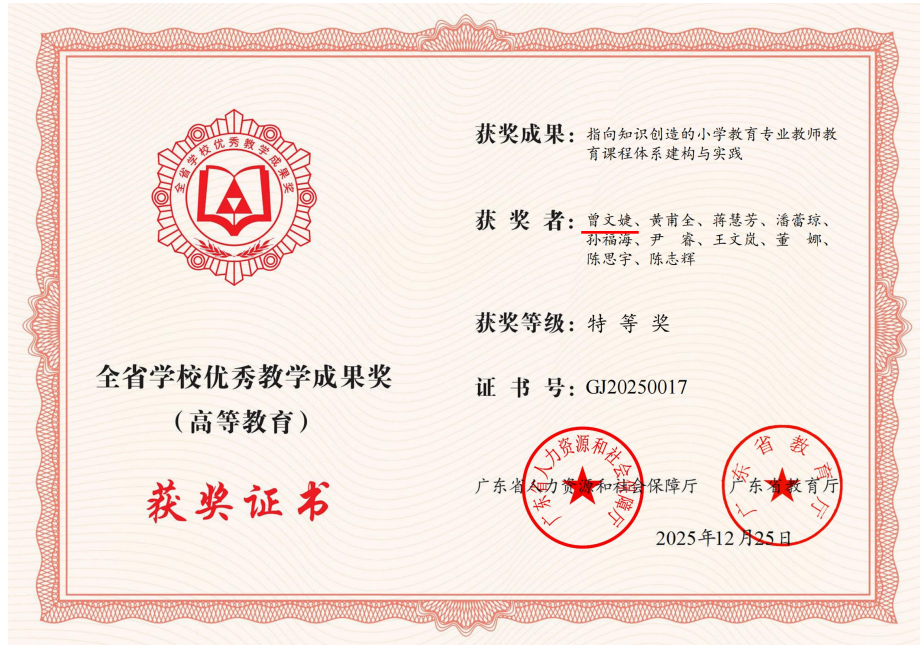 全省学校优秀教学成果奖
全省学校优秀教学成果奖
（高等教育）
获奖证书
获奖成果：指向知识创造的小学教育专业教师教
育课程体系建构与实践
获奖者：曾文婕、黄甫全、蒋慧芳、潘蕾琼、
孙福海、尹睿、王文岚、董娜、
陈思宇、陈志辉
获奖等级：特等奖
证书号：GJ20250017
广东省人力资源和社会保障厅
广东省教育厅
广东省人力资源和社会保障厅 广东省教育厅
2025年12月25日